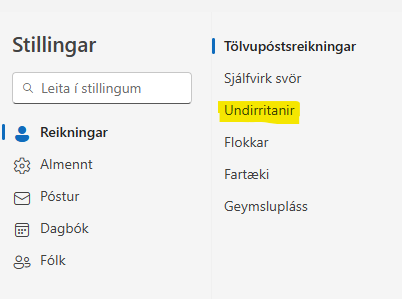 Stillingar
Leita í stillingum
Reikningar
Almennt
Póstur
Dagbók
Fólk
Tölvupóstsreikningar
Sjálfvirk svör
Undirritanir
Flokkar
Fartæki
Geymslupláss